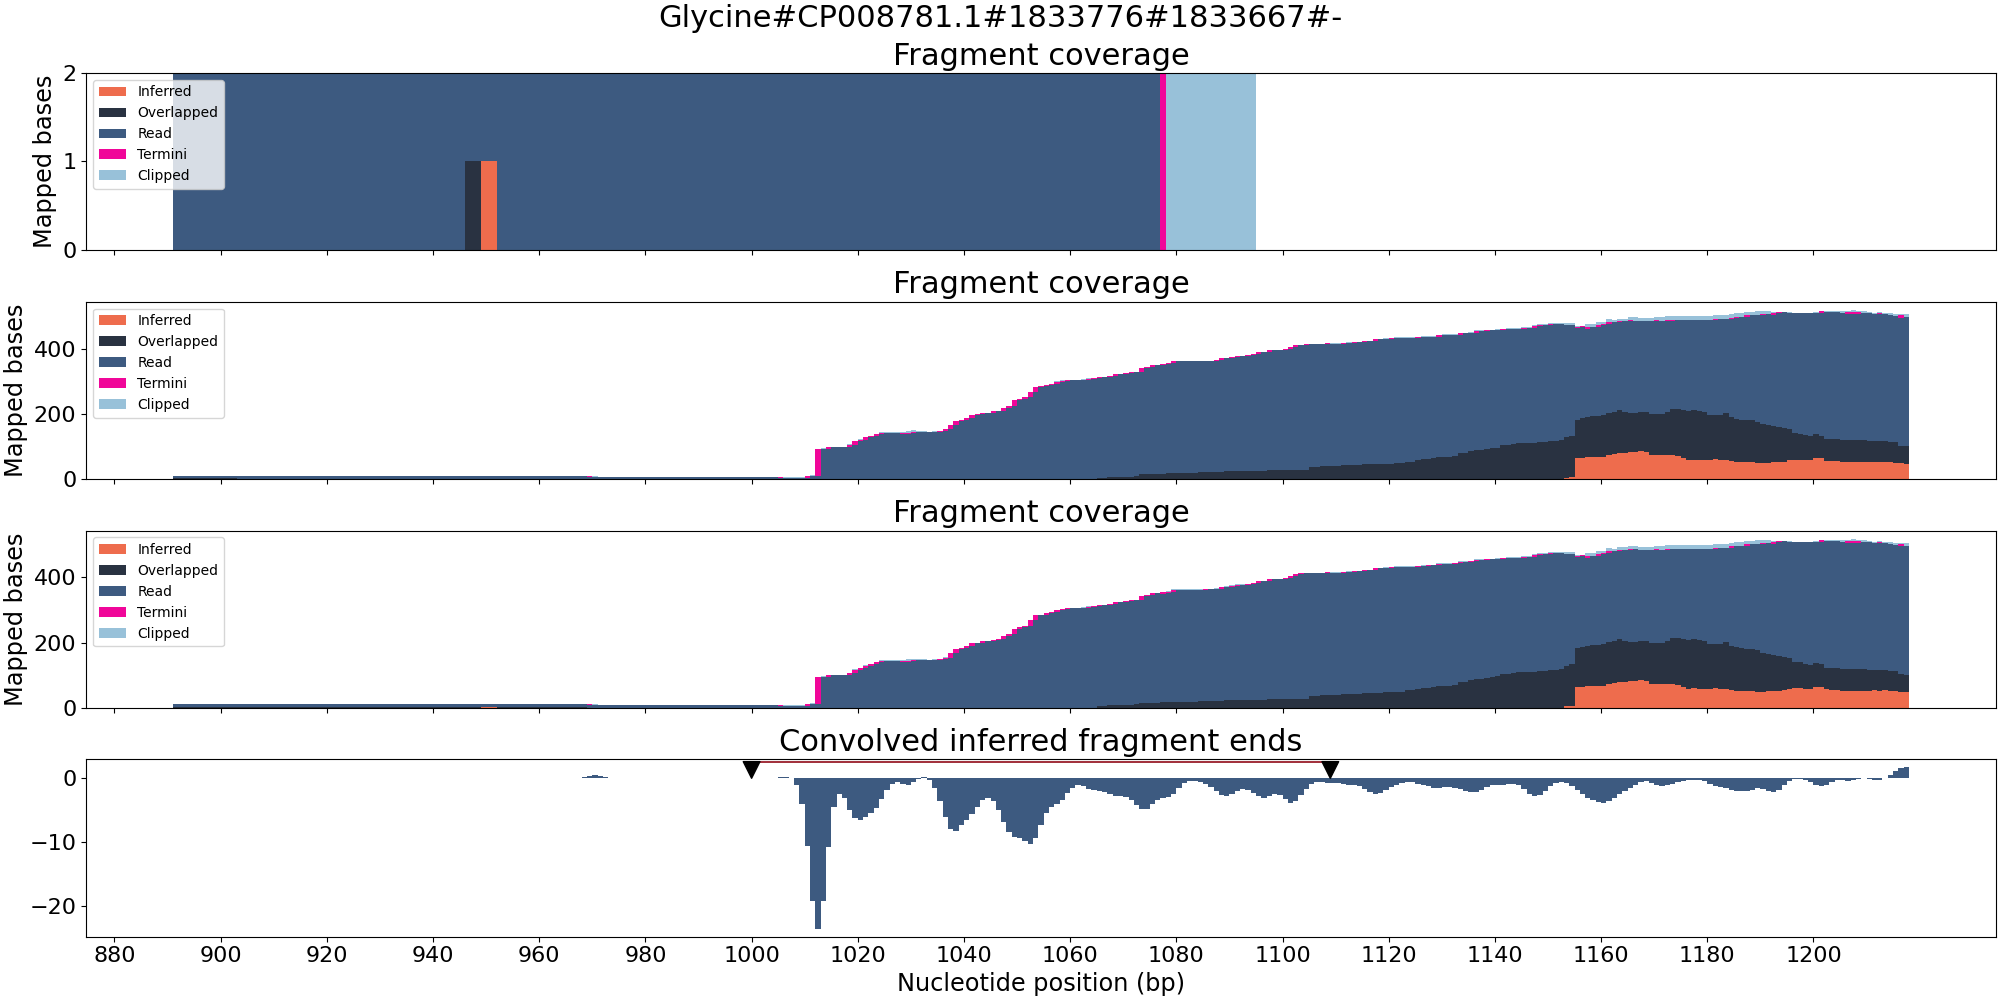 Glycine#CP008781.1#1833776#1833667#-
Fragment coverage
Mapped bases
2
1
0
Inferred
Overlapped
Read
Termini
Clipped
Fragment coverage
Mapped bases
400
200
0
Inferred
Overlapped
Read
Termini
Clipped
Fragment coverage
Mapped bases
400
200
0
Inferred
Overlapped
Read
Termini
Clipped
Convolved inferred fragment ends
0
−10
−20
880 900 920 940 960 980 1000 1020 1040 1060 1080 1100 1120 1140 1160 1180 1200
Nucleotide position (bp)